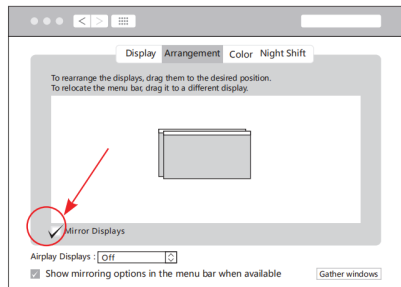 Display Arrangement Color Night Shift
To rearrange the displays, drag them to the desired position.
To relocate the menu bar, drag it to a different display.
Mirror Displays
Airplay Displays : Off
Show mirroring options in the menu bar when available
Gather windows